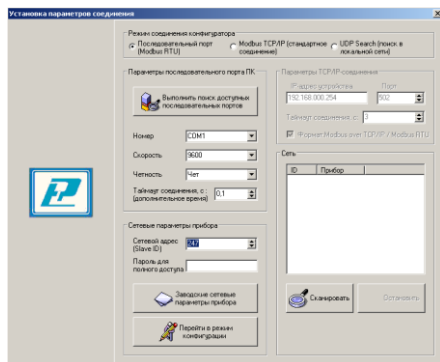 Установка параметров соединения
Режим соединения конфигуратора
Последовательный порт (Modbus RTU)
Modbus TCP/IP (стандартное соединение)
UDP Search (поиск в локальной сети)
Параметры последовательного порта ПК
Выполнить поиск доступных последовательных портов
Номер COM1
Скорость 9600
Четность Чет
Таймаут соединения, с : (дополнительное время) 0,1
Сетевые параметры прибора
Сетевой адрес (Slave ID) 247
Пароль для полного доступа
Заводские сетевые параметры прибора
Перейти в режим конфигурации
Параметры TCP/IP-соединения
IP адрес устройства Порт
192.168.000.254 502
Таймаут соединения, с: 3
Формат Modbus over TCP/IP / Modbus RTU
Сеть
ID Прибор
Сканировать Остановить